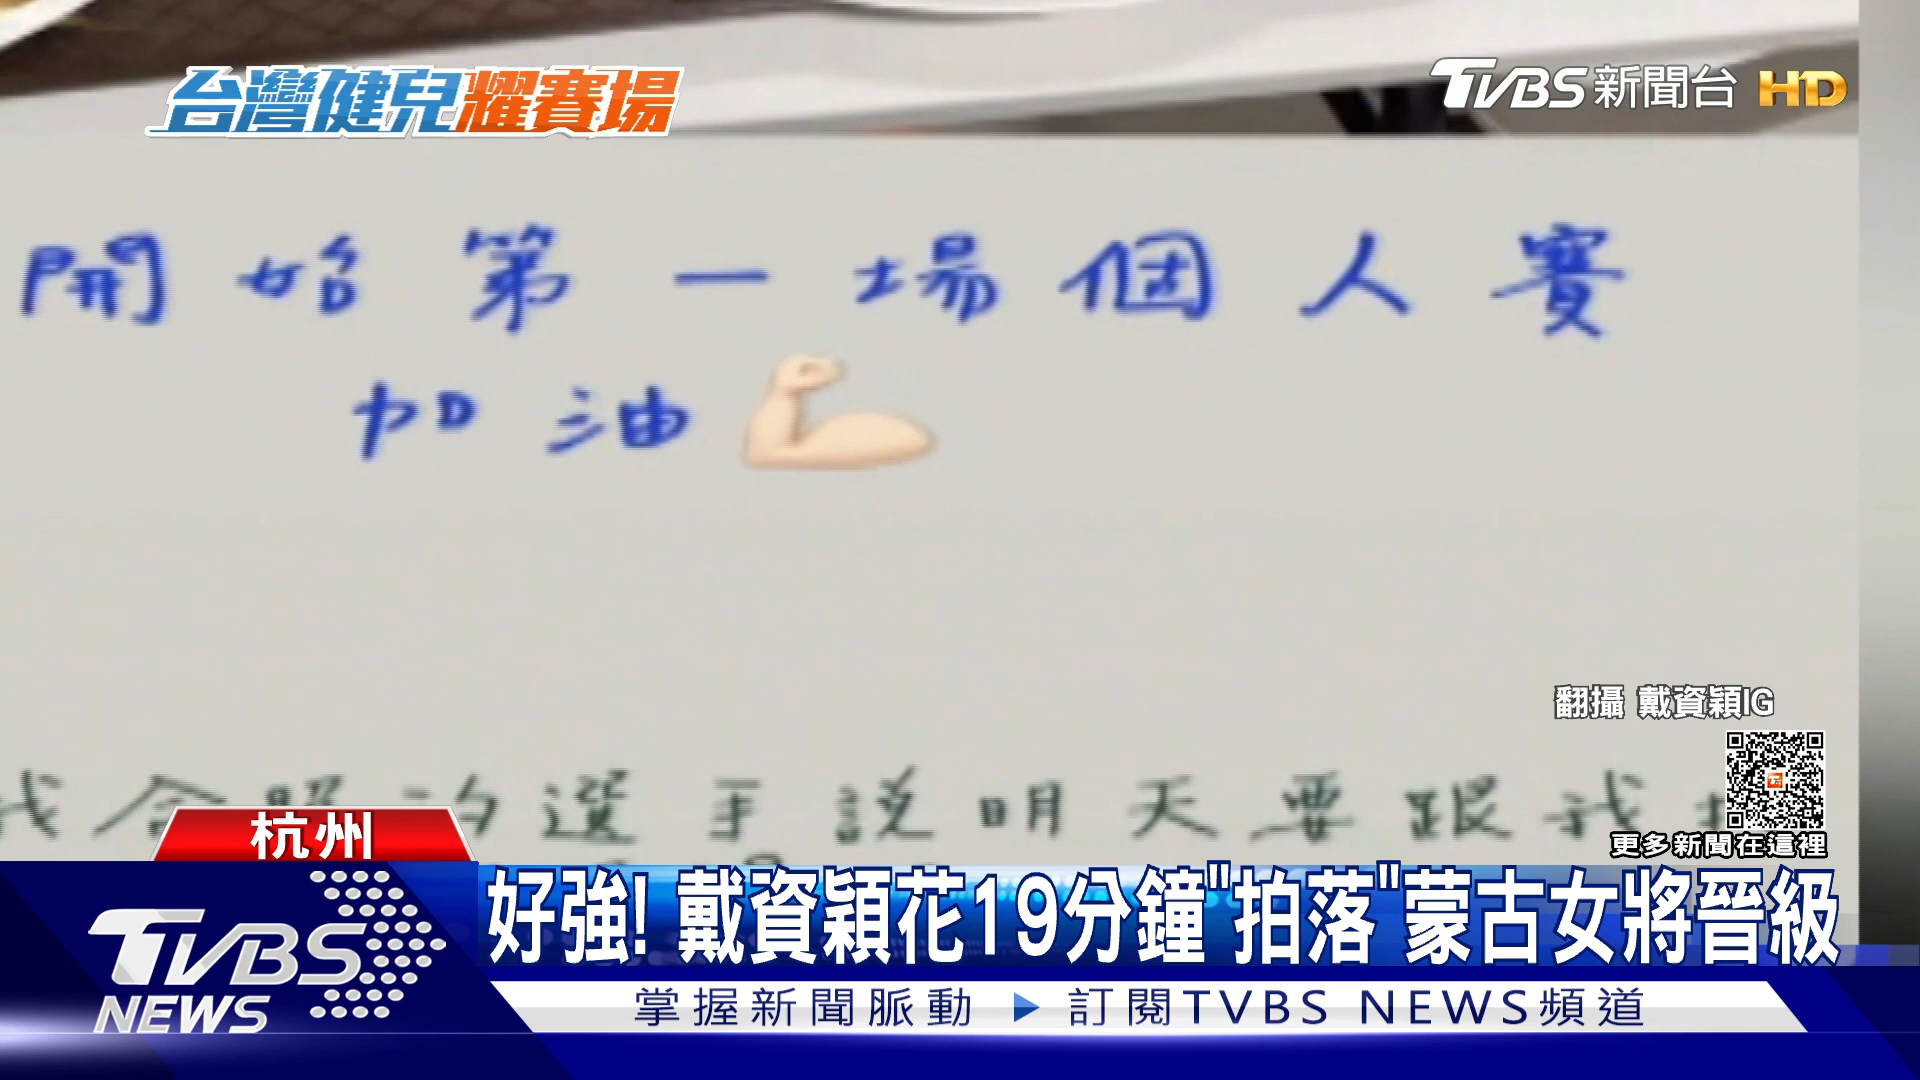 台灣健兒耀賽場
TVBS新聞台 HD
開始第一場個人賽
加油💪🏻
翻攝 戴資穎IG
我合照的選手說明天要跟我
更多新聞在這裡
杭州
好強! 戴資穎花19分鐘"拍落"蒙古女將晉級
TVBS NEWS
掌握新聞脈動 ▶ 訂閱TVBS NEWS頻道